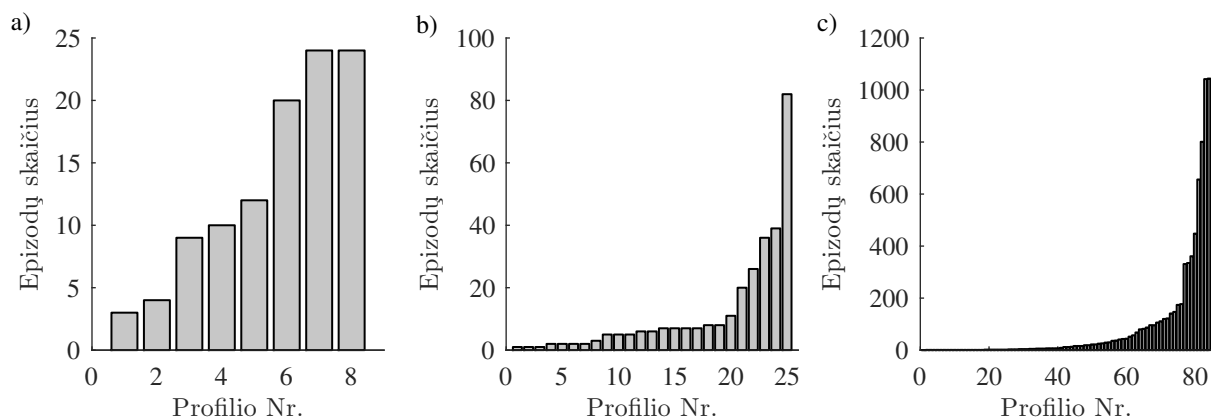 a)
25
20
15
10
5
0
0 2 4 6 8
Epizodų skaičius
Profilio Nr.
b)
100
80
60
40
20
0
0 5 10 15 20 25
Epizodų skaičius
Profilio Nr.
c)
1200
1000
800
600
400
200
0
0 20 40 60 80
Epizodų skaičius
Profilio Nr.